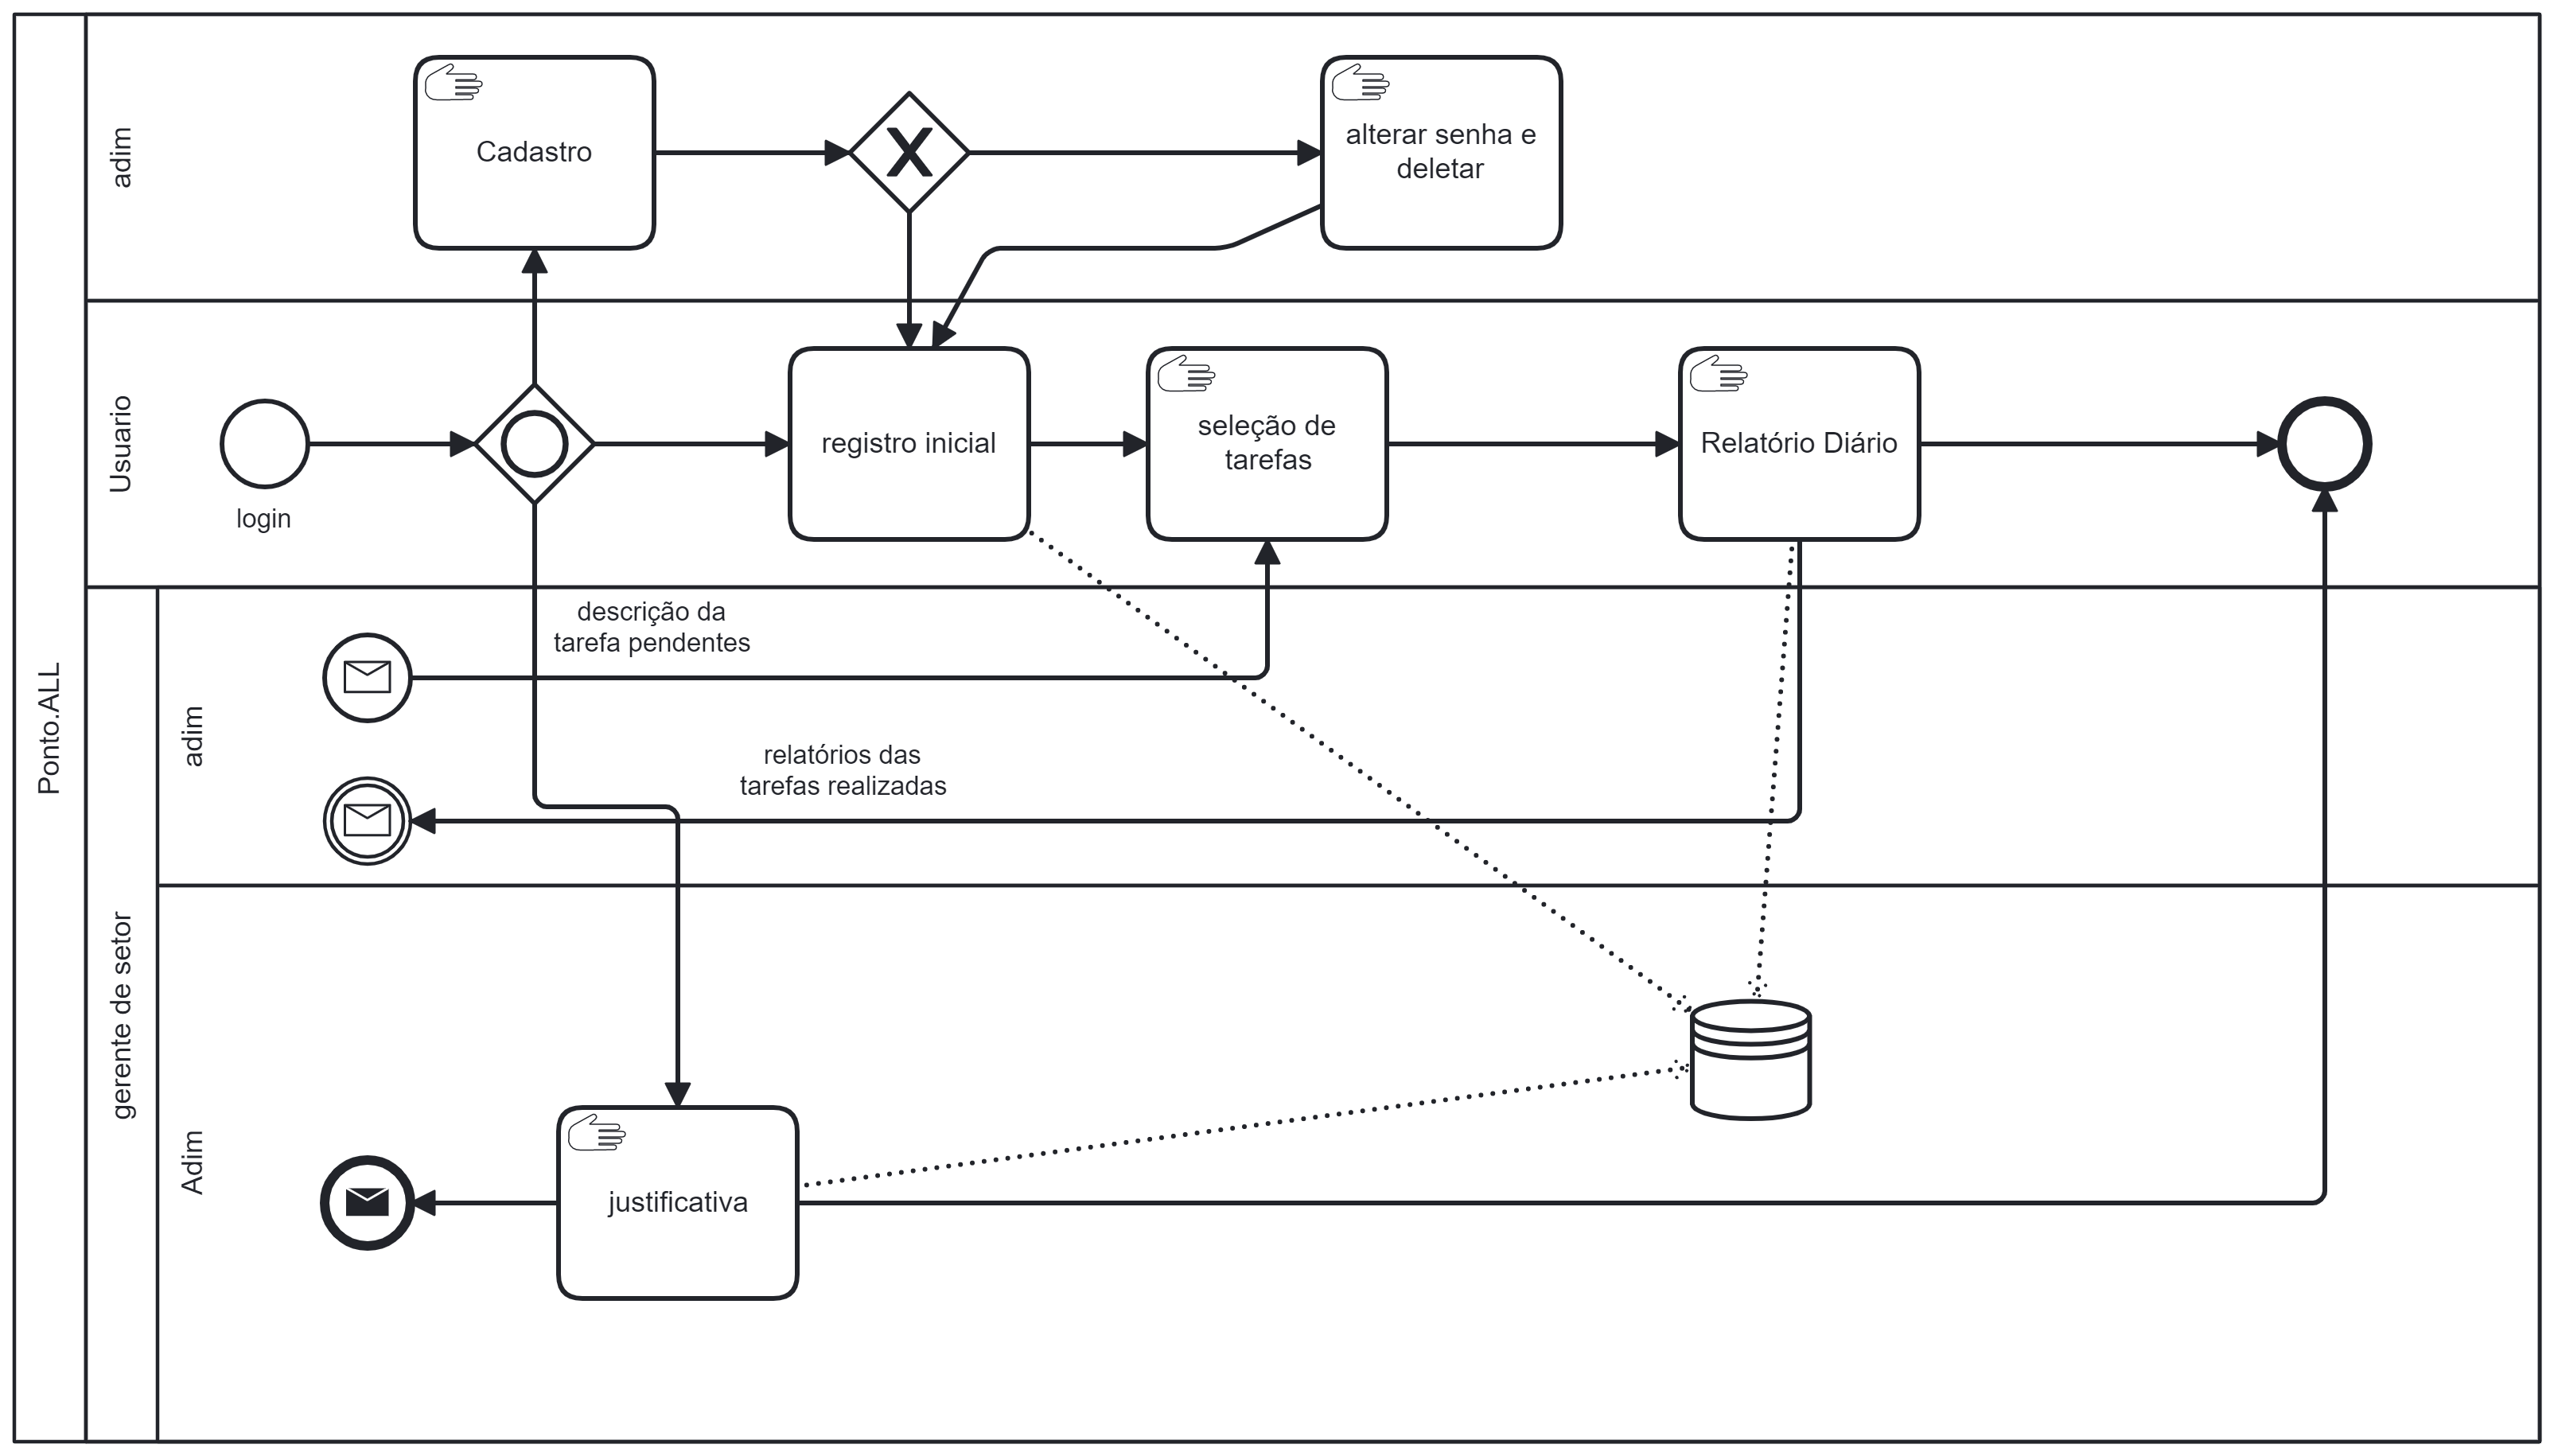 Ponto.ALL
adim
Cadastro
alterar senha e
deletar
Usuario
login
registro inicial
seleção de
tarefas
Relatório Diário
gerente de setor
adim
descrição da
tarefa pendentes
relatórios das
tarefas realizadas
Adim
justificativa